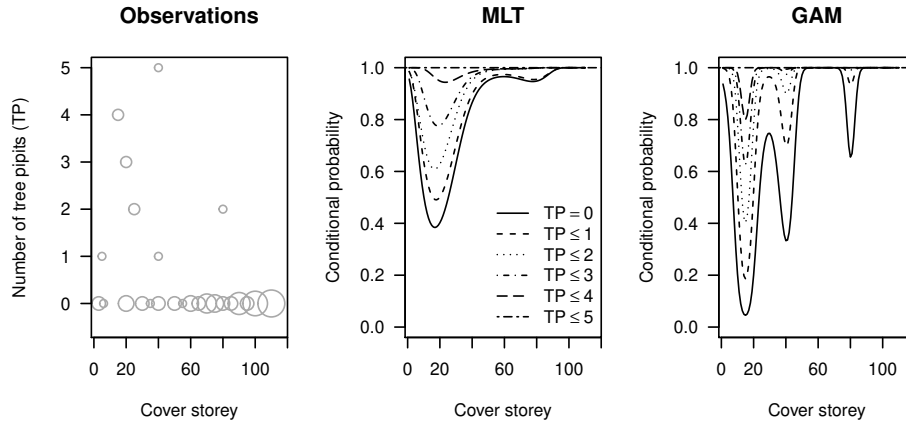 Observations
Number of tree pipits (TP)
5
4
3
2
1
0
0 20 60 100
Cover storey
MLT
Conditional probability
1.0
0.8
0.6
0.4
0.2
0.0
TP = 0
TP ≤ 1
TP ≤ 2
TP ≤ 3
TP ≤ 4
TP ≤ 5
0 20 60 100
Cover storey
GAM
Conditional probability
1.0
0.8
0.6
0.4
0.2
0.0
0 20 60 100
Cover storey